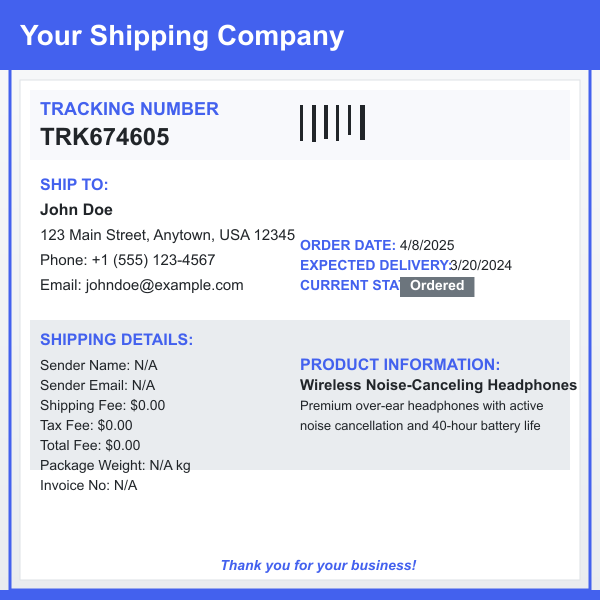 Your Shipping Company
TRACKING NUMBER
TRK674605
SHIP TO:
John Doe
123 Main Street, Anytown, USA 12345
Phone: +1 (555) 123-4567
Email: johndoe@example.com
ORDER DATE: 4/8/2025
EXPECTED DELIVERY: 3/20/2024
CURRENT STAT Ordered
SHIPPING DETAILS:
Sender Name: N/A
Sender Email: N/A
Shipping Fee: $0.00
Tax Fee: $0.00
Total Fee: $0.00
Package Weight: N/A kg
Invoice No: N/A
PRODUCT INFORMATION:
Wireless Noise-Canceling Headphones
Premium over-ear headphones with active
noise cancellation and 40-hour battery life
Thank you for your business!